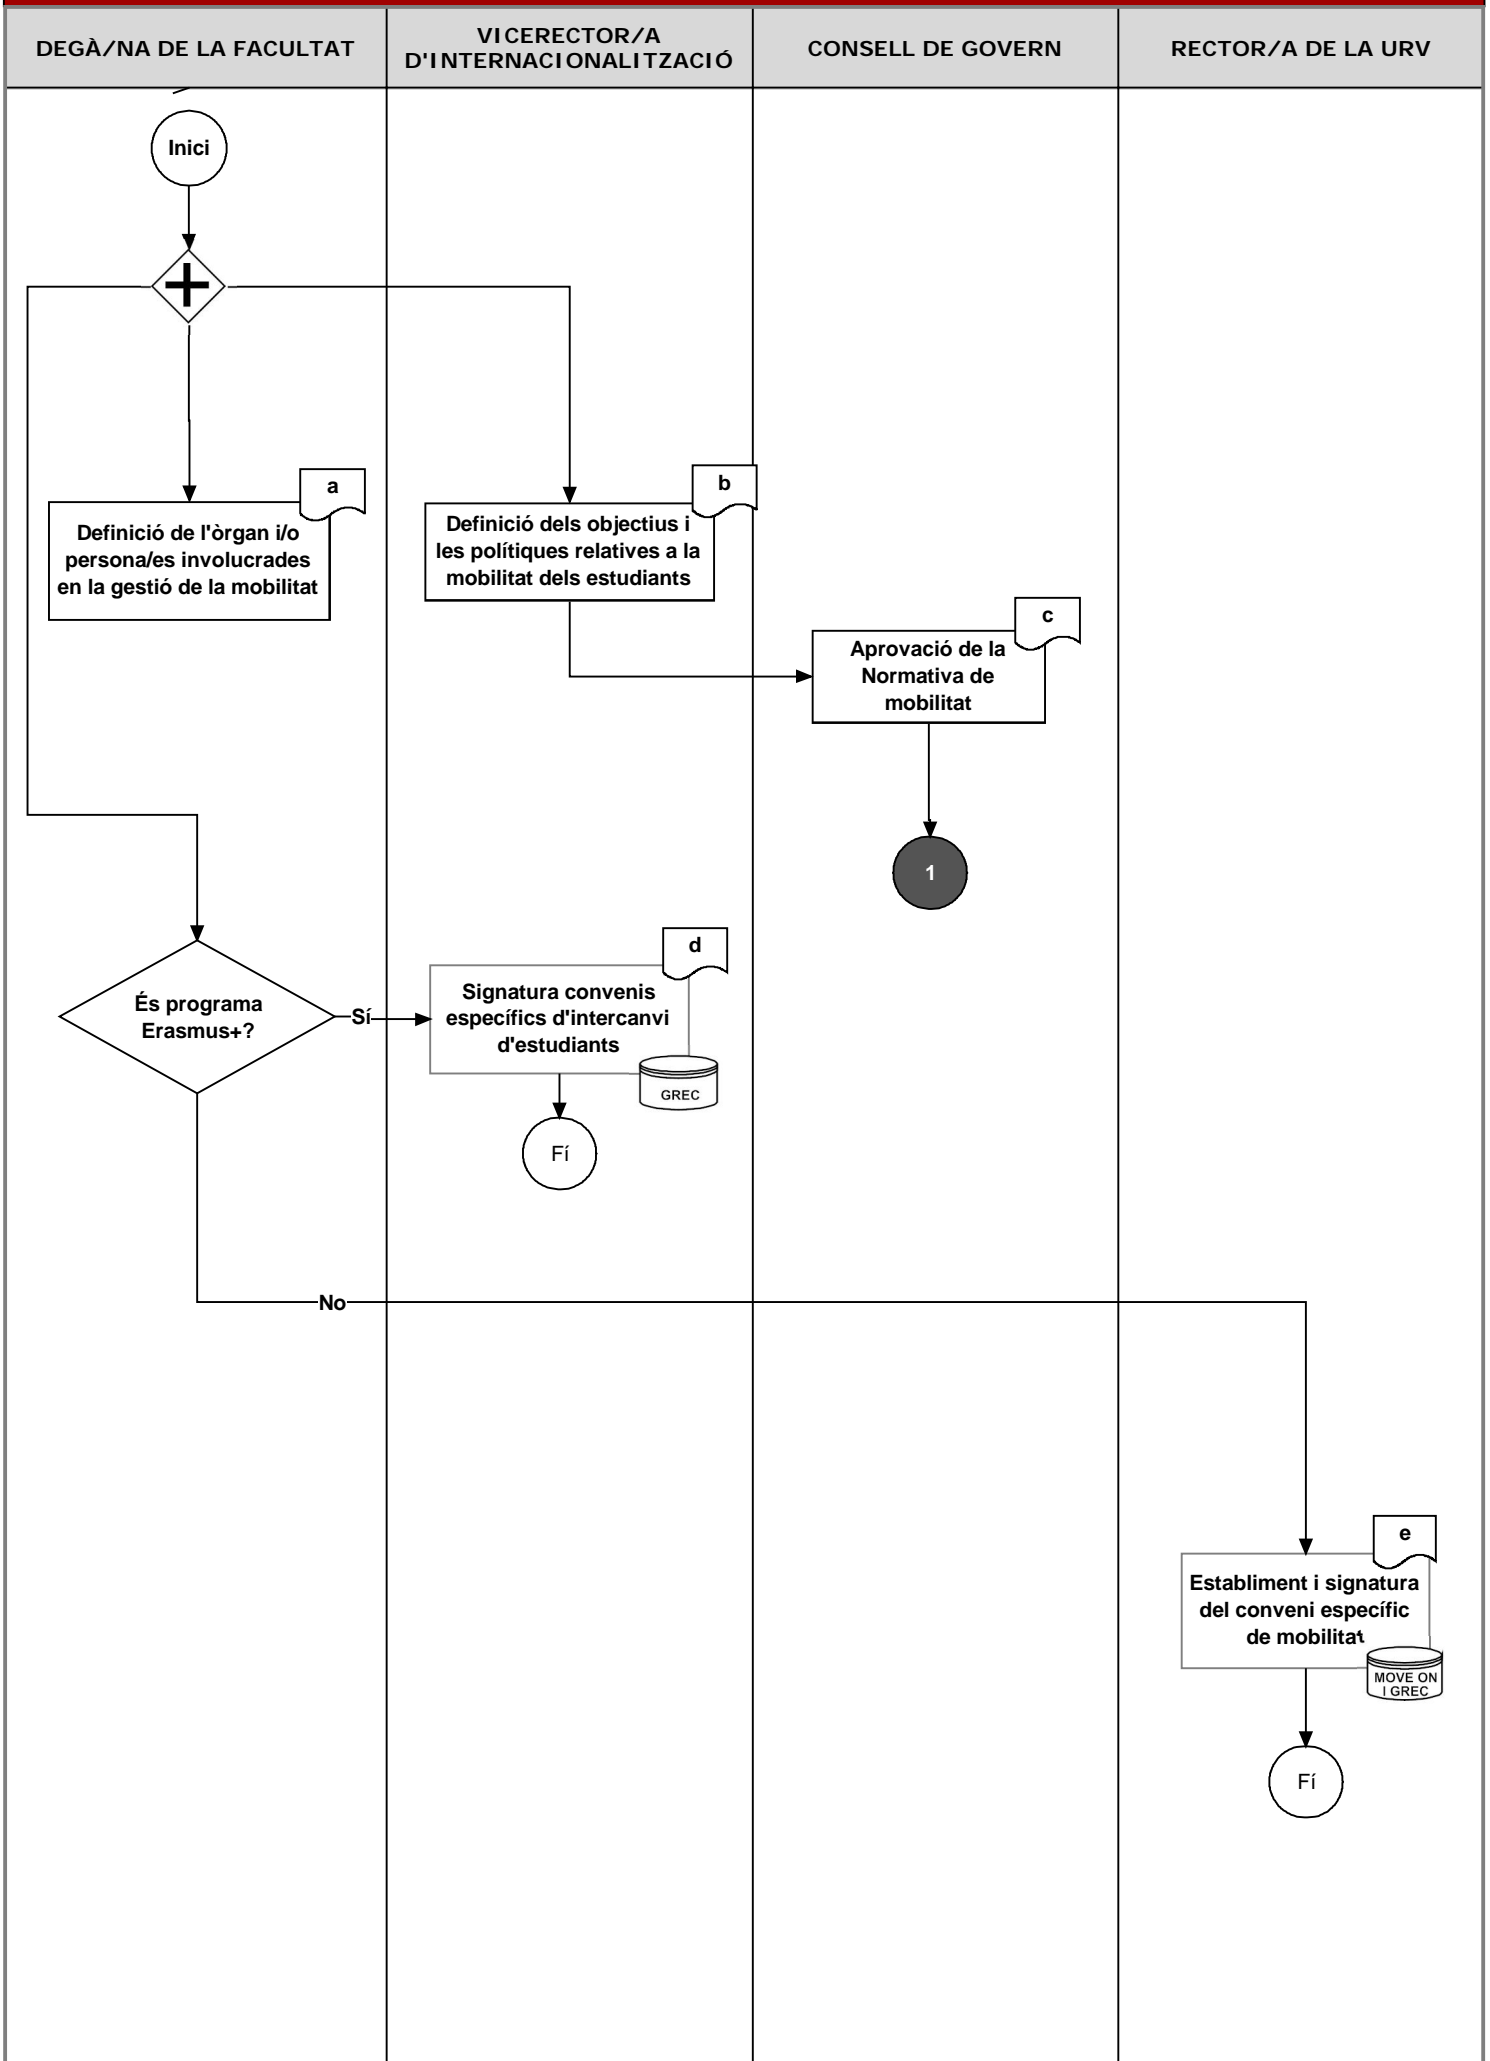 DEGÀ/NA DE LA FACULTAT
VICERECTOR/A
D'INTERNACIONALITZACIÓ
CONSELL DE GOVERN
RECTOR/A DE LA URV
Inici
a
Definició de l'òrgan i/o
persona/es involucrades
en la gestió de la mobilitat
b
Definició dels objectius i
les polítiques relatives a la
mobilitat dels estudiants
c
Aprovació de la
Normativa de
mobilitat
1
És programa
Erasmus+?
Sí
d
Signatura convenis
específics d'intercanvi
d'estudiants
GREC
Fí
No
e
Establiment i signatura
del conveni específic
de mobilitat
MOVE ON
I GREC
Fí